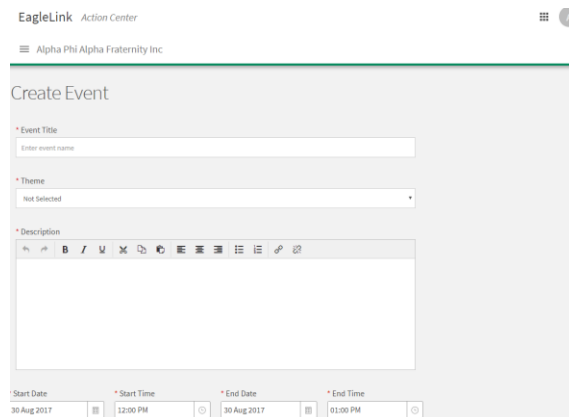 EagleLink Action Center
Alpha Phi Alpha Fraternity Inc
Create Event
* Event Title
Enter event name
* Theme
Not Selected
* Description
B I U
* Start Date * Start Time * End Date * End Time
30 Aug 2017 12:00 PM 30 Aug 2017 01:00 PM